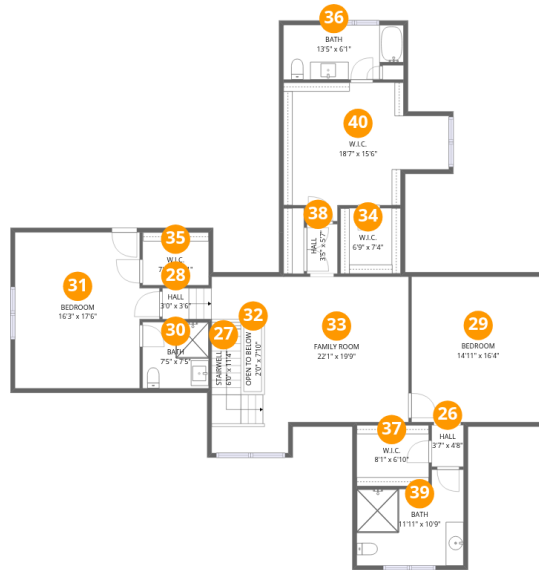 36
BATH
13'5" x 6'1"
40
W.I.C.
18'7" x 15'6"
38
HALL
3'5" x 5'7"
34
W.I.C.
6'9" x 7'4"
35
W.I.C.
28
HALL
3'0" x 3'6"
31
BEDROOM
16'3" x 17'6"
30
BATH
7'5" x 7'5"
27
STAIRWELL
6'0" x 11'4"
32
OPEN TO BELOW
2'0" x 7'10"
33
FAMILY ROOM
22'1" x 19'9"
29
BEDROOM
14'11" x 16'4"
26
HALL
3'7" x 4'8"
37
W.I.C.
8'1" x 6'10"
39
BATH
11'11" x 10'9"